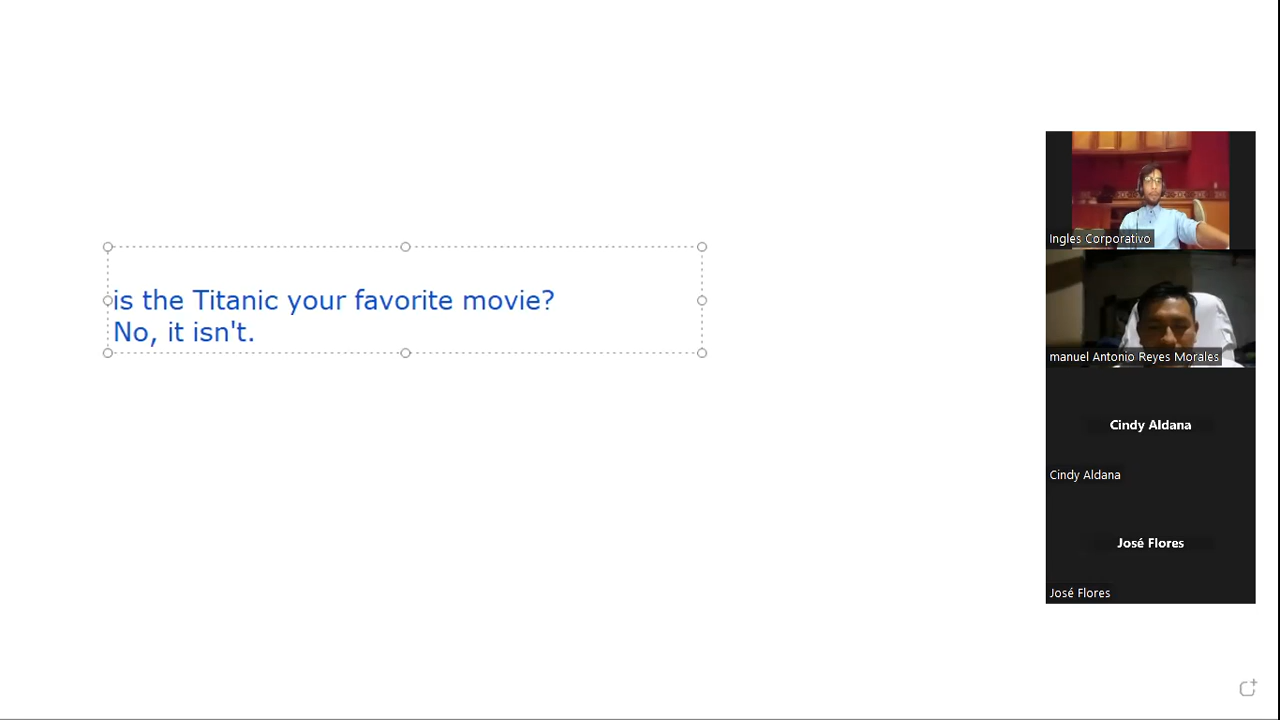 is the Titanic your favorite movie?
No, it isn't.
Ingles Corporativo
manuel Antonio Reyes Morales
Cindy Aldana
Cindy Aldana
José Flores
José Flores